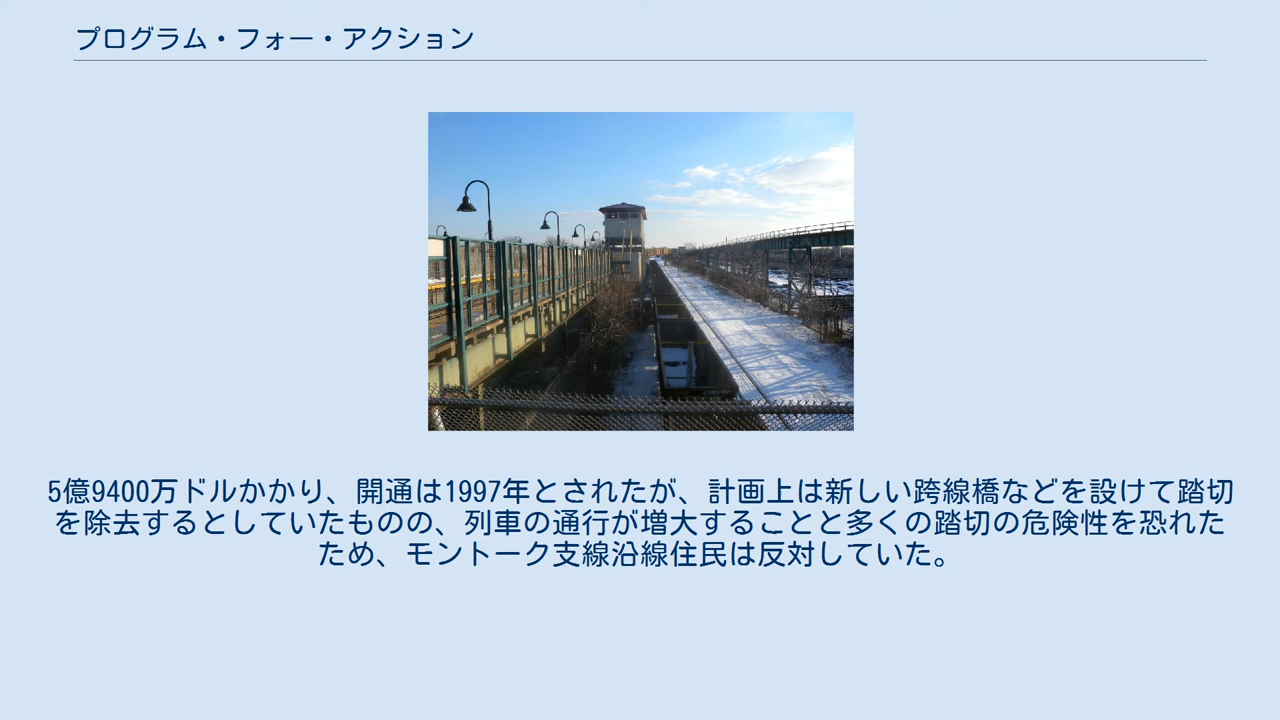 プログラム・フォー・アクション
5億9400万ドルかかり、開通は1997年とされたが、計画上は新しい跨線橋などを設けて踏切
を除去するとしていたものの、列車の通行が増大することと多くの踏切の危険性を恐れた
ため、モントーク支線沿線住民は反対していた。